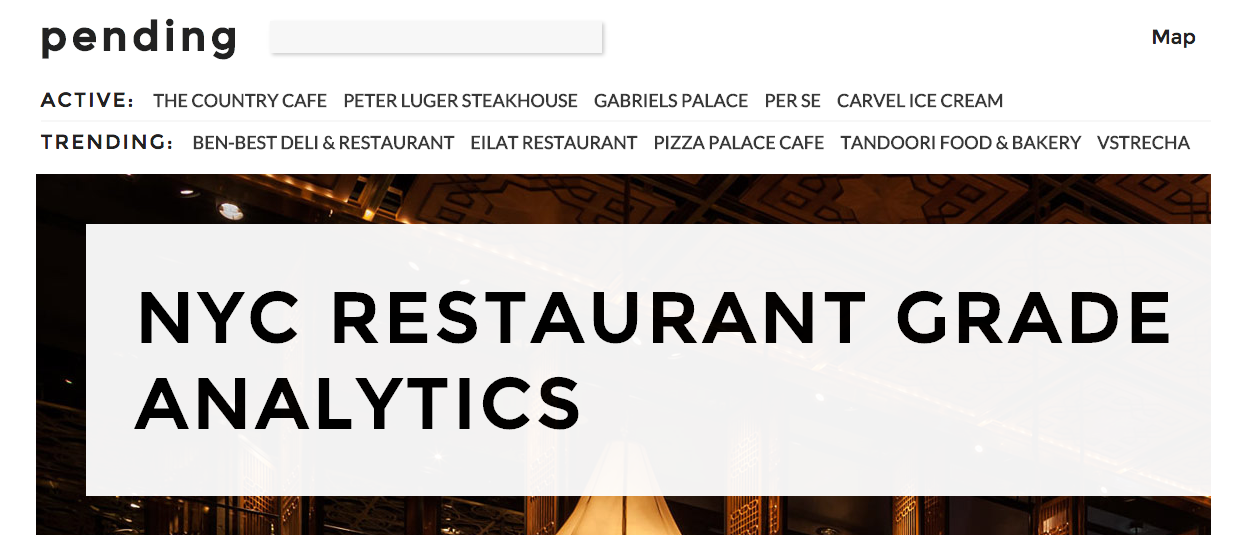 pending
Map
ACTIVE: THE COUNTRY CAFE PETER LUGER STEAKHOUSE GABRIELS PALACE PER SE CARVEL ICE CREAM
TRENDING: BEN-BEST DELI & RESTAURANT EILAT RESTAURANT PIZZA PALACE CAFE TANDOORI FOOD & BAKERY VSTRECHA
NYC RESTAURANT GRADE
ANALYTICS